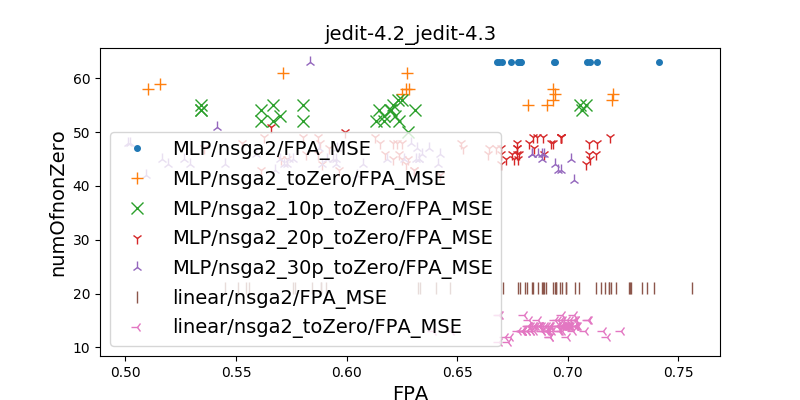 jedit-4.2_jedit-4.3
numOfnonZero
60
50
40
30
20
10
MLP/nsga2/FPA_MSE
MLP/nsga2_toZero/FPA_MSE
MLP/nsga2_10p_toZero/FPA_MSE
MLP/nsga2_20p_toZero/FPA_MSE
MLP/nsga2_30p_toZero/FPA_MSE
linear/nsga2/FPA_MSE
linear/nsga2_toZero/FPA_MSE
0.50 0.55 0.60 0.65 0.70 0.75
FPA